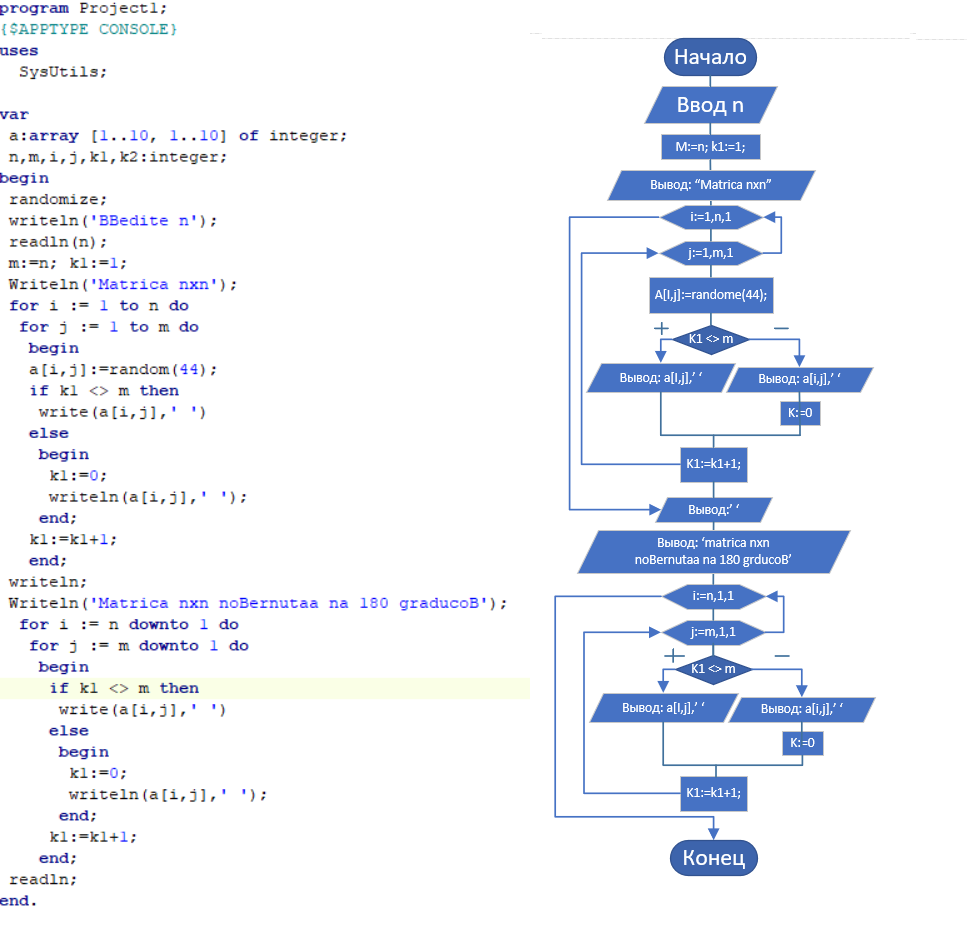 program Project1;
{$APPTYPE CONSOLE}
uses
SysUtils;
var
a:array [1..10, 1..10] of integer;
n,m,i,j,k1,k2:integer;
begin
randomize;
writeln('BBedite n');
readln(n);
m:=n; k1:=1;
Writeln('Matrica nxn');
for i := 1 to n do
for j := 1 to m do
begin
a[i,j]:=random(44);
if k1 <> m then
write(a[i,j],' ')
else
begin
k1:=0;
writeln(a[i,j],' ');
end;
k1:=k1+1;
end;
writeln;
Writeln('Matrica nxn noBernutaa na 180 graducoB');
for i := n downto 1 do
for j := m downto 1 do
begin
if k1 <> m then
write(a[i,j],' ')
else
begin
k1:=0;
writeln(a[i,j],' ');
end;
k1:=k1+1;
end;
readln;
end.
Начало
Ввод n
M:=n; k1:=1;
Вывод: “Matrica nxn”
i:=1,n,1
j:=1,m,1
A[I,j]:=randome(44);
+
K1 <> m
−
Вывод: a[I,j],’ ‘
Вывод: a[i,j],’ ‘
K:=0
K1:=k1+1;
Вывод:’ ‘
Вывод: ‘matrica nxn
noBernutaa na 180 grducoB’
i:=n,1,1
j:=m,1,1
+
K1 <> m
−
Вывод: a[I,j],’ ‘
Вывод: a[i,j],’ ‘
K:=0
K1:=k1+1;
Конец